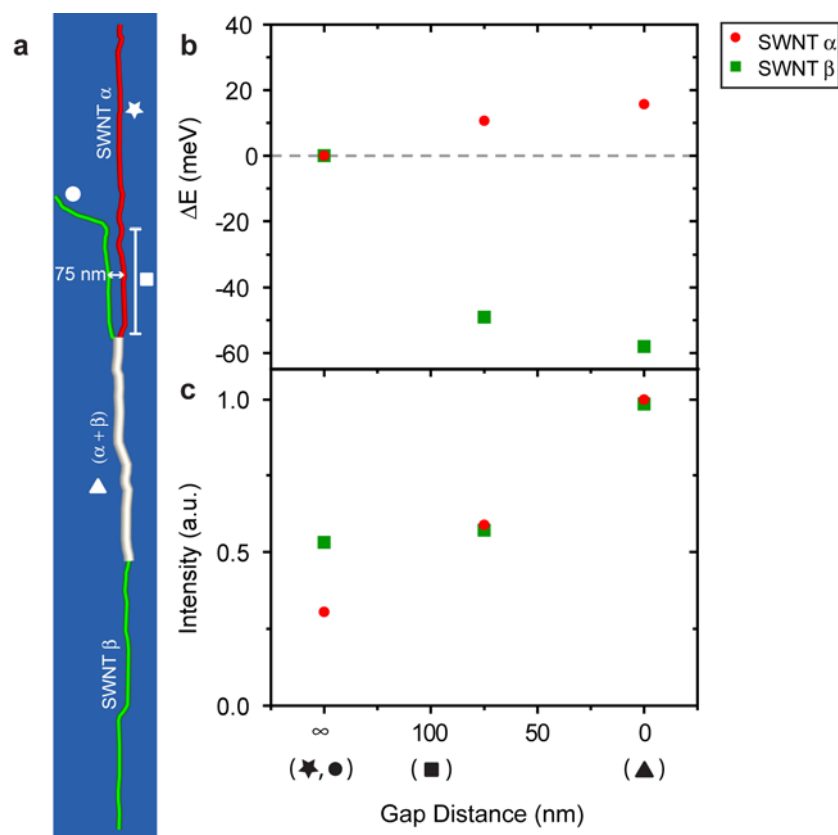 a
SWNT α
75 nm
(α + β)
SWNT β
b
40
20
0
-20
-40
-60
ΔE (meV)
SWNT α
SWNT β
c
1.0
0.5
0.0
Intensity (a.u.)
∞ 100 50 0
(★,●) (■) (▲)
Gap Distance (nm)